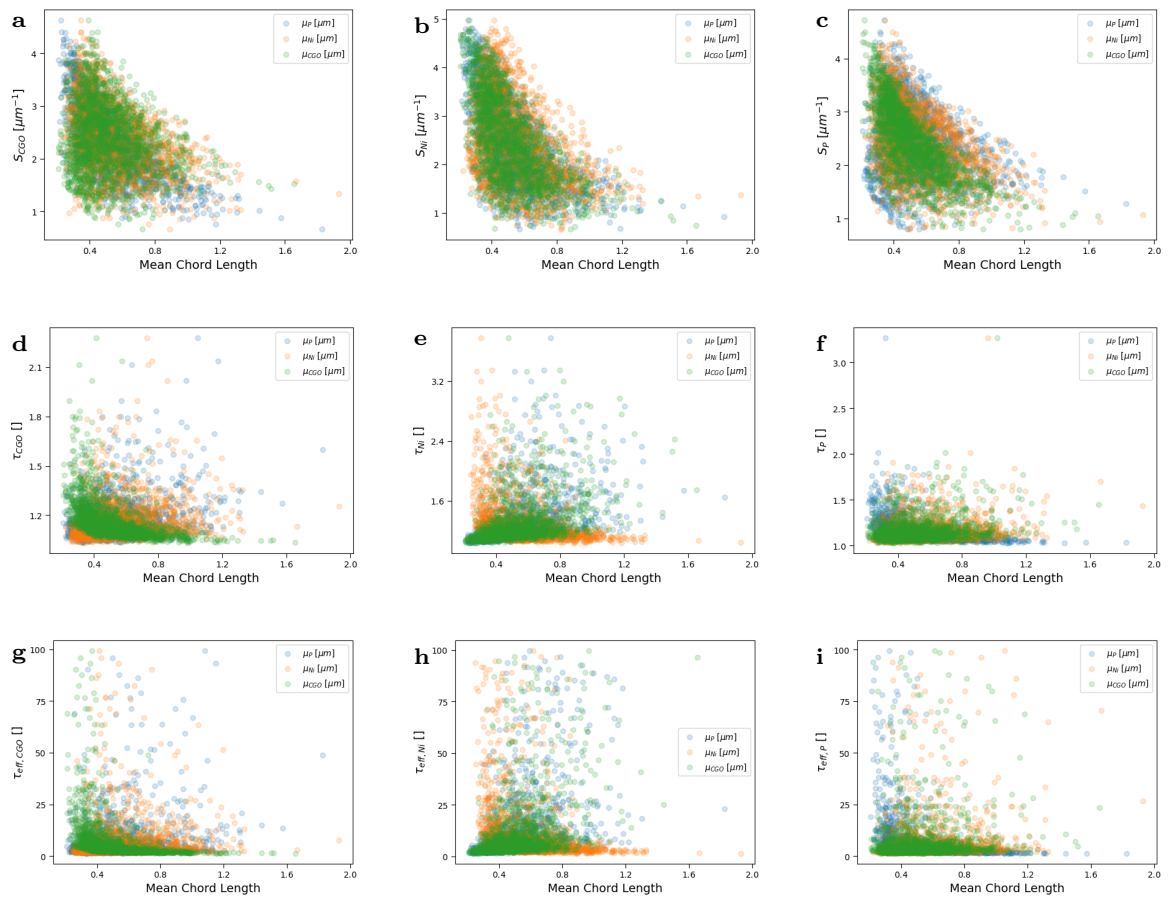 a
4
3
2
1
S_CGO [μm⁻¹]
μ_P [μm]
μ_Ni [μm]
μ_CGO [μm]
0.4 0.8 1.2 1.6 2.0
Mean Chord Length
b
5
4
3
2
1
S_Ni [μm⁻¹]
μ_P [μm]
μ_Ni [μm]
μ_CGO [μm]
0.4 0.8 1.2 1.6 2.0
Mean Chord Length
c
4
3
2
1
S_P [μm⁻¹]
μ_P [μm]
μ_Ni [μm]
μ_CGO [μm]
0.4 0.8 1.2 1.6 2.0
Mean Chord Length
d
2.1
1.8
1.5
1.2
τ_CGO []
μ_P [μm]
μ_Ni [μm]
μ_CGO [μm]
0.4 0.8 1.2 1.6 2.0
Mean Chord Length
e
3.2
2.4
1.6
τ_Ni []
μ_P [μm]
μ_Ni [μm]
μ_CGO [μm]
0.4 0.8 1.2 1.6 2.0
Mean Chord Length
f
3.0
2.5
2.0
1.5
1.0
τ_P []
μ_P [μm]
μ_Ni [μm]
μ_CGO [μm]
0.4 0.8 1.2 1.6 2.0
Mean Chord Length
g
100
75
50
25
0
τ_eff,CGO []
μ_P [μm]
μ_Ni [μm]
μ_CGO [μm]
0.4 0.8 1.2 1.6 2.0
Mean Chord Length
h
100
75
50
25
0
τ_eff,Ni []
μ_P [μm]
μ_Ni [μm]
μ_CGO [μm]
0.4 0.8 1.2 1.6 2.0
Mean Chord Length
i
100
75
50
25
0
τ_eff,P []
μ_P [μm]
μ_Ni [μm]
μ_CGO [μm]
0.4 0.8 1.2 1.6 2.0
Mean Chord Length